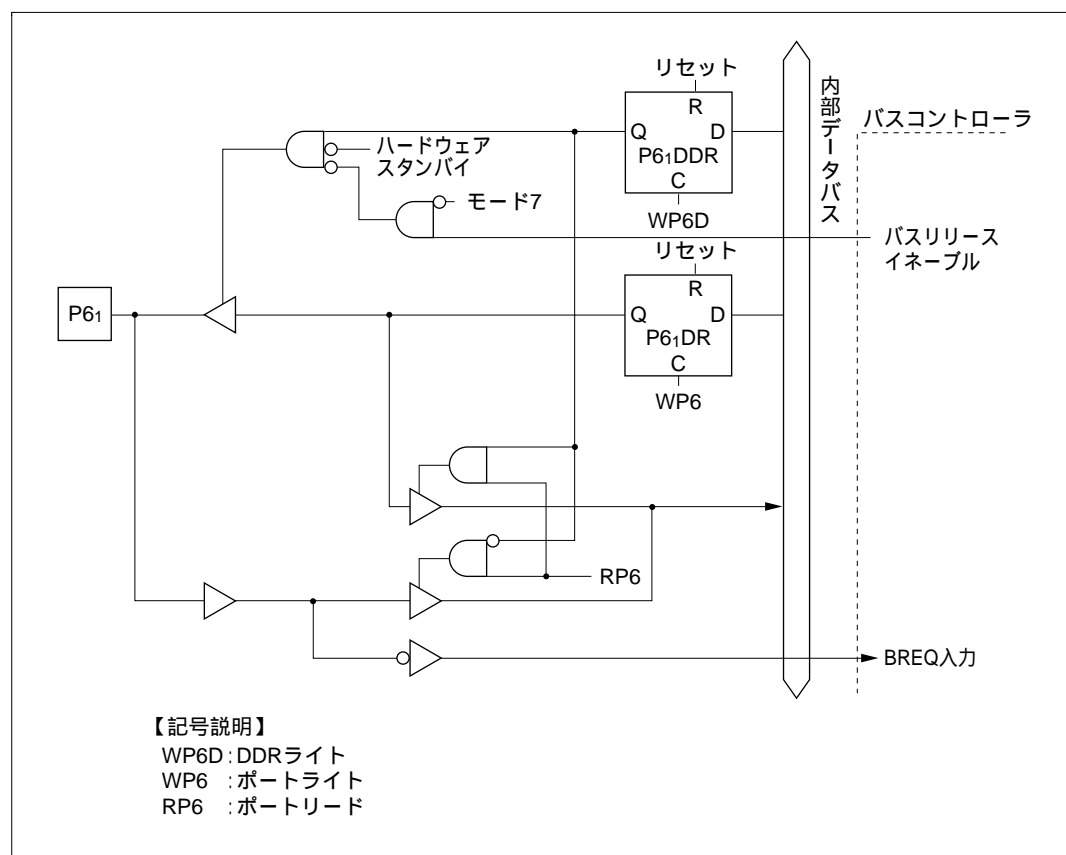 リセット
R
Q
D
P6₁DDR
C
WP6D
ハードウェア
スタンバイ
モード7
内部データバス
バスコントローラ
バスリリース
イネーブル
リセット
R
Q
D
P6₁DR
C
WP6
P6₁
RP6
BREQ入力
【記号説明】
WP6D : DDRライト
WP6 : ポートライト
RP6 : ポートリード